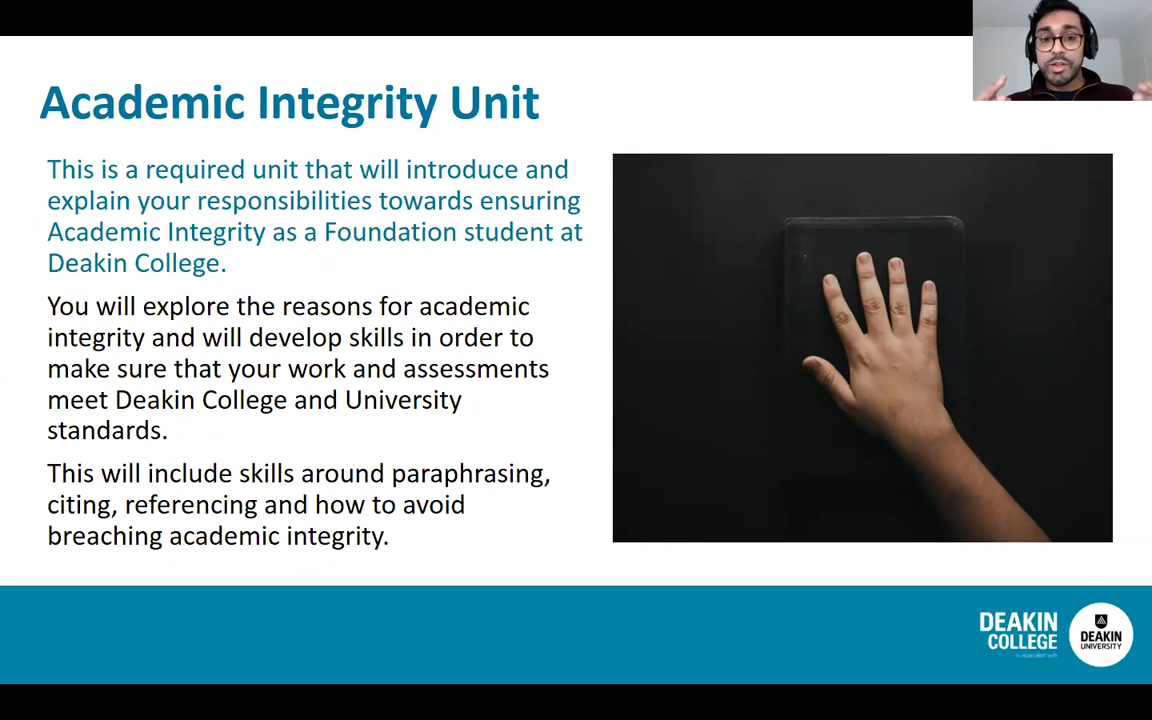 Academic Integrity Unit
This is a required unit that will introduce and
explain your responsibilities towards ensuring
Academic Integrity as a Foundation student at
Deakin College.
You will explore the reasons for academic
integrity and will develop skills in order to
make sure that your work and assessments
meet Deakin College and University
standards.
This will include skills around paraphrasing,
citing, referencing and how to avoid
breaching academic integrity.
DEAKIN
COLLEGE
in association with
DEAKIN
UNIVERSITY